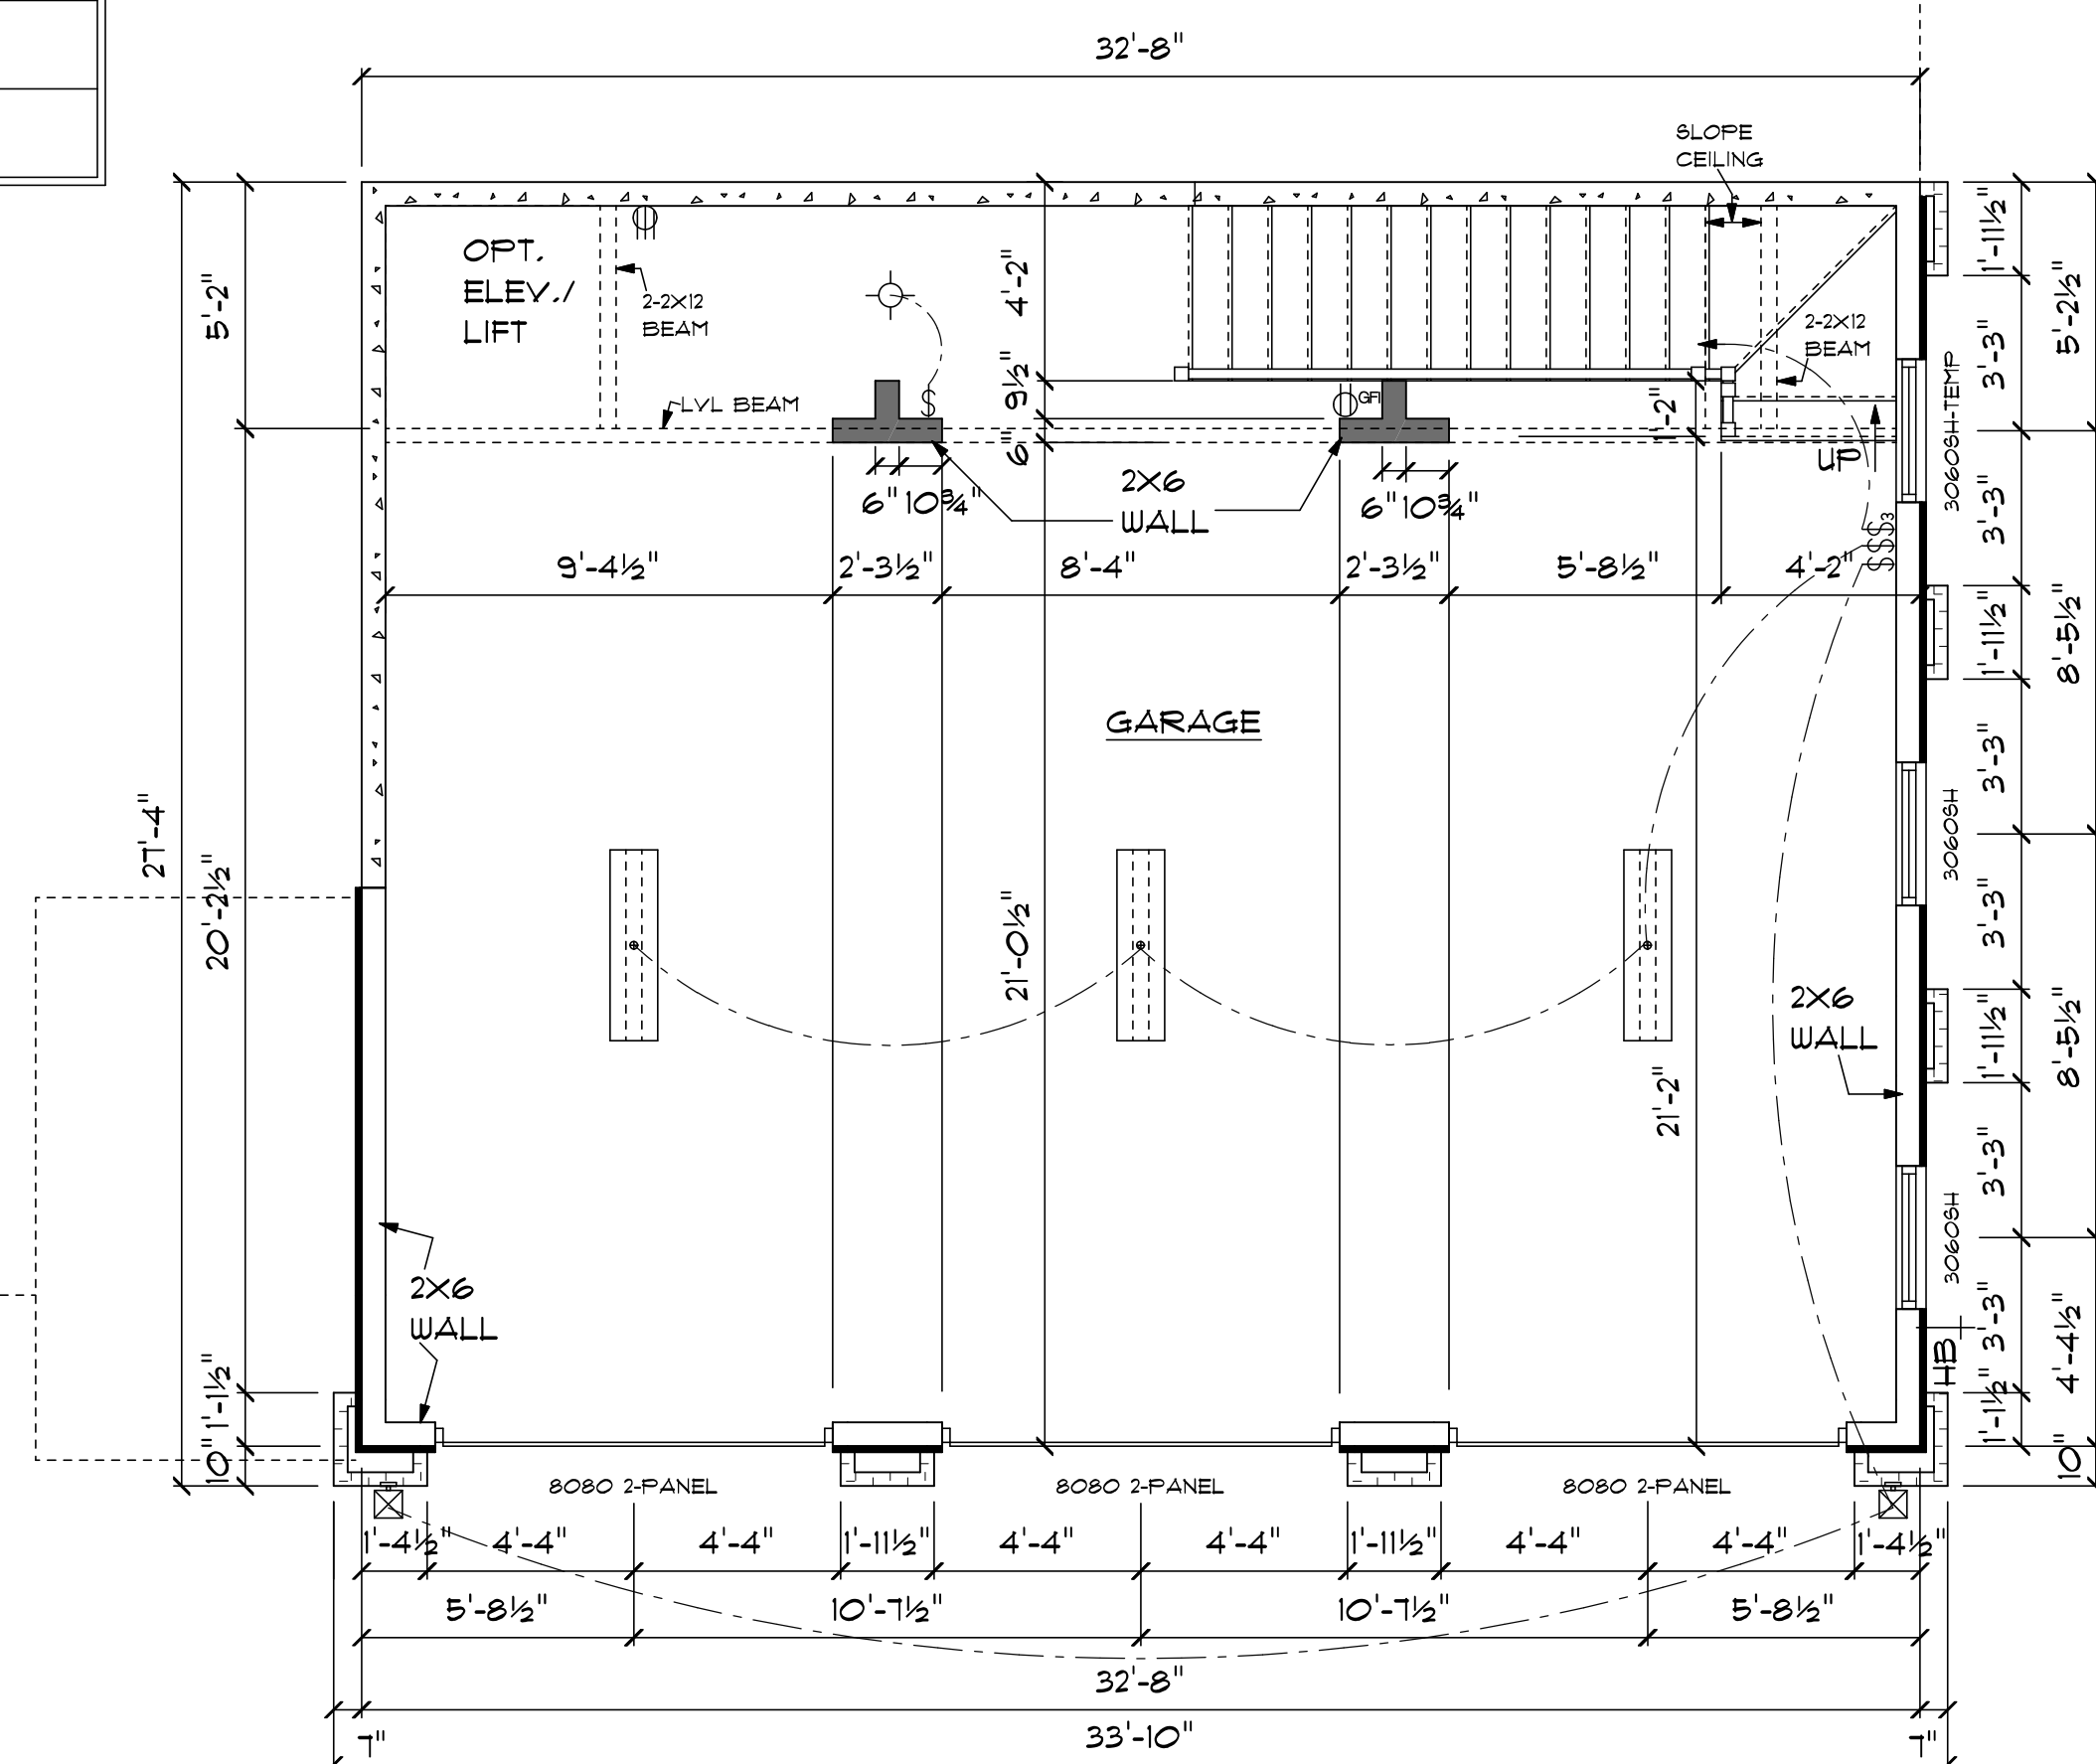 32'-8"
SLOPE
CEILING
OPT.
ELEV./
LIFT
2-2X12
BEAM
2-2X12
BEAM
LVL BEAM
GFI
UP
4'-2"
9½"
6"
1'-2"
5'-2"
27'-4"
20'-2½"
1'-1½"
10"
6" 10¾"
6" 10¾"
2X6
WALL
S
SSS3
9'-4½"
2'-3½"
8'-4"
2'-3½"
5'-8½"
4'-2"
GARAGE
21'-0½"
21'-2"
2X6
WALL
2X6
WALL
HB
3060SH-TEMP
3060SH
3060SH
1'-11½"
3'-3"
3'-3"
1'-11½"
3'-3"
3'-3"
1'-11½"
3'-3"
3'-3"
1'-1½"
5'-2½"
8'-5½"
8'-5½"
4'-4½"
10"
8080 2-PANEL
8080 2-PANEL
8080 2-PANEL
1'-4½"
4'-4"
4'-4"
1'-11½"
4'-4"
4'-4"
1'-11½"
4'-4"
4'-4"
1'-4½"
5'-8½"
10'-7½"
10'-7½"
5'-8½"
32'-8"
7"
33'-10"
7"